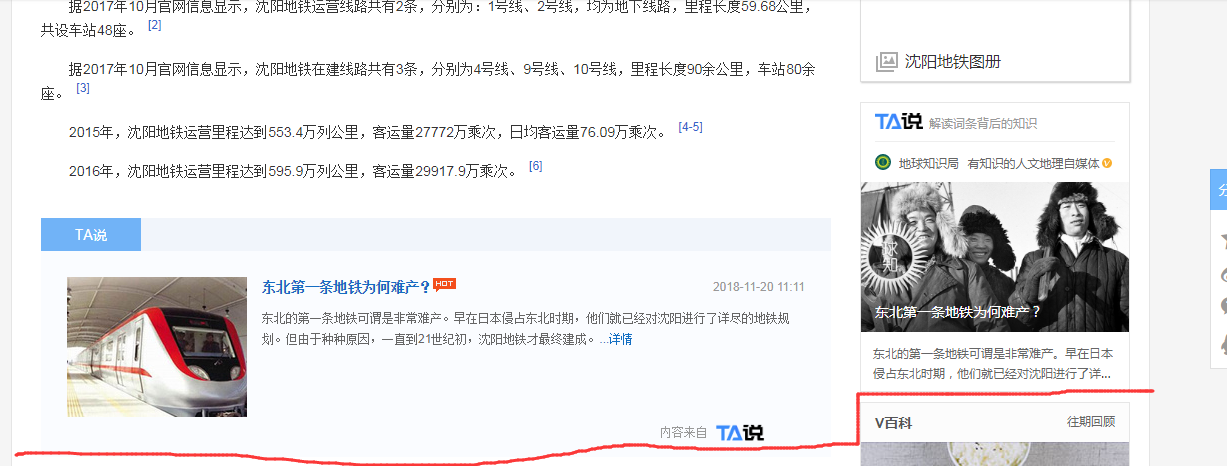 据2017年10月官网信息显示，沈阳地铁运营线路共有2条，分别为：1号线、2号线，均为地下线路，里程长度59.68公里，
共设车站48座。 [2]
据2017年10月官网信息显示，沈阳地铁在建线路共有3条，分别为4号线、9号线、10号线，里程长度90余公里，车站80余
座。 [3]
2015年，沈阳地铁运营里程达到553.4万列公里，客运量27772万乘次，日均客运量76.09万乘次。 [4-5]
2016年，沈阳地铁运营里程达到595.9万列公里，客运量29917.9万乘次。 [6]
TA说
东北第一条地铁为何难产？HOT
2018-11-20 11:11
东北的第一条地铁可谓是非常难产。早在日本侵占东北时期，他们就已经对沈阳进行了详尽的地铁规
划。但由于种种原因，一直到21世纪初，沈阳地铁才最终建成。...详情
内容来自 TA说
沈阳地铁图册
TA说 解读词条背后的知识
地球知识局 有知识的人文地理自媒体
球
知
东北第一条地铁为何难产？
东北的第一条地铁可谓是非常难产。早在日本
侵占东北时期，他们就已经对沈阳进行了详...
V百科 往期回顾